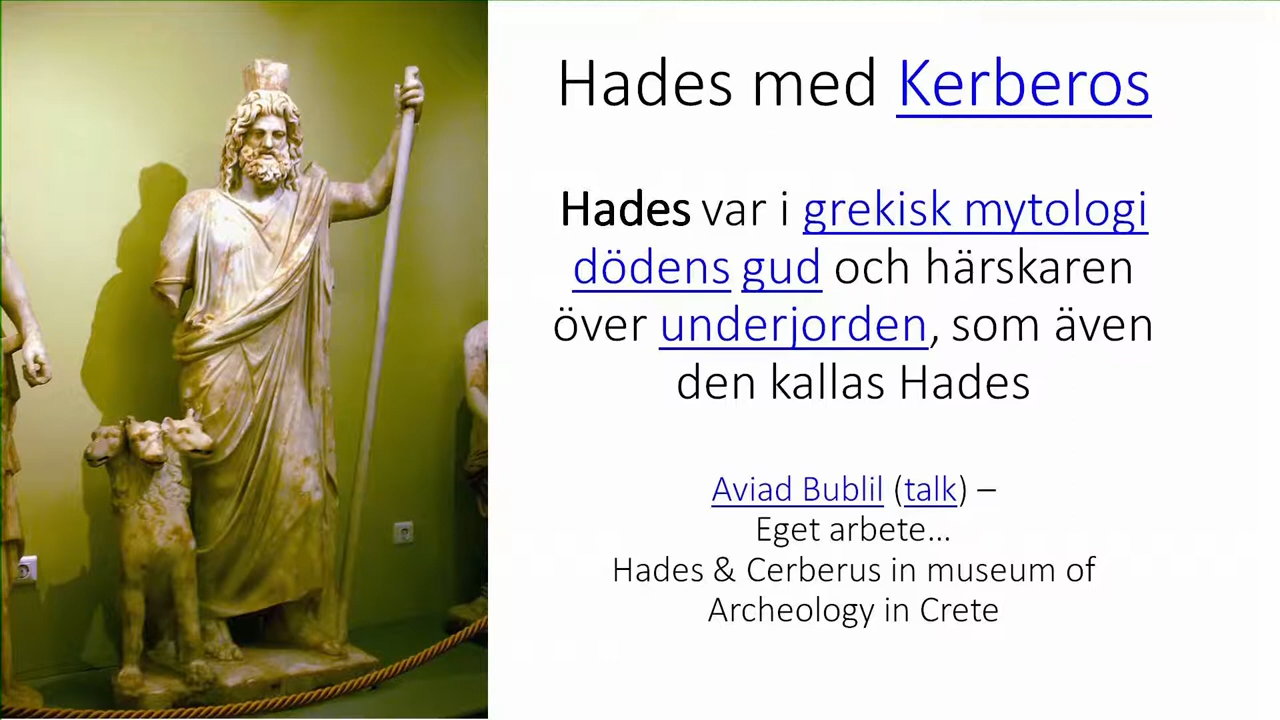 Hades med Kerberos
Hades var i grekisk mytologi
dödens gud och härskaren
över underjorden, som även
den kallas Hades
Aviad Bublil (talk) –
Eget arbete...
Hades & Cerberus in museum of
Archeology in Crete